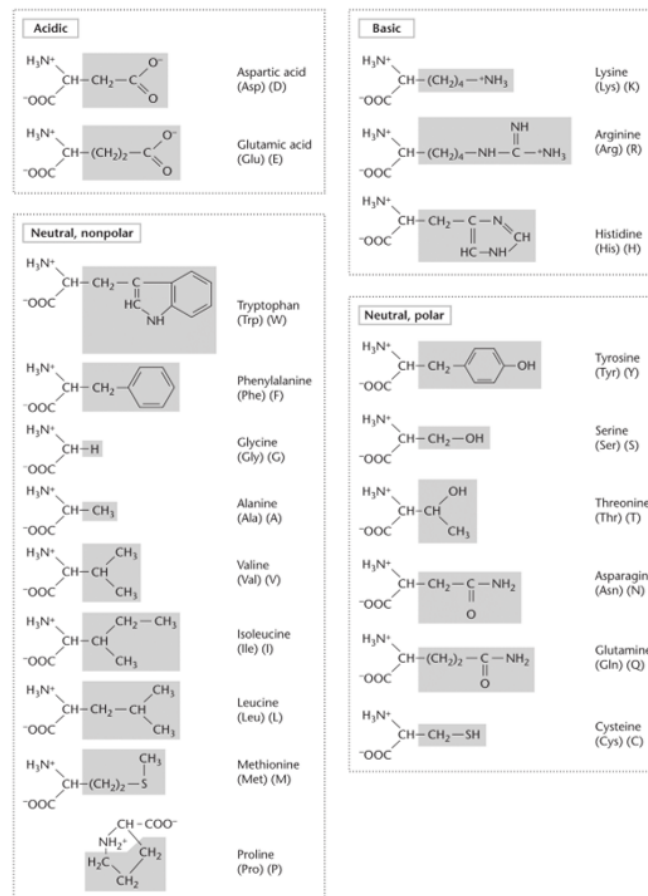 Acidic
H₃N⁺
CH—CH₂—C
O⁻
O
⁻OOC
Aspartic acid
(Asp) (D)
H₃N⁺
CH—(CH₂)₂—C
O⁻
O
⁻OOC
Glutamic acid
(Glu) (E)
Neutral, nonpolar
H₃N⁺
CH—CH₂—C
HC
NH
⁻OOC
Tryptophan
(Trp) (W)
H₃N⁺
CH—CH₂
⁻OOC
Phenylalanine
(Phe) (F)
H₃N⁺
CH—H
⁻OOC
Glycine
(Gly) (G)
H₃N⁺
CH—CH₃
⁻OOC
Alanine
(Ala) (A)
H₃N⁺
CH₃
CH—CH
CH₃
⁻OOC
Valine
(Val) (V)
H₃N⁺
CH₂—CH₃
CH—CH
CH₃
⁻OOC
Isoleucine
(Ile) (I)
H₃N⁺
CH₃
CH—CH₂—CH
CH₃
⁻OOC
Leucine
(Leu) (L)
H₃N⁺
CH₃
CH—(CH₂)₂—S
⁻OOC
Methionine
(Met) (M)
CH–COO⁻
NH₂⁺
H₂C
CH₂
CH₂
Proline
(Pro) (P)
Basic
H₃N⁺
CH—(CH₂)₄—⁺NH₃
⁻OOC
Lysine
(Lys) (K)
H₃N⁺
NH
CH—(CH₂)₄—NH—C—⁺NH₃
⁻OOC
Arginine
(Arg) (R)
H₃N⁺
CH—CH₂—C—N
CH
HC—NH
⁻OOC
Histidine
(His) (H)
Neutral, polar
H₃N⁺
CH—CH₂—OH
⁻OOC
Tyrosine
(Tyr) (Y)
H₃N⁺
CH—CH₂—OH
⁻OOC
Serine
(Ser) (S)
H₃N⁺
OH
CH—CH
CH₃
⁻OOC
Threonine
(Thr) (T)
H₃N⁺
CH—CH₂—C—NH₂
O
⁻OOC
Asparagin
(Asn) (N)
H₃N⁺
CH—(CH₂)₂—C—NH₂
O
⁻OOC
Glutamine
(Gln) (Q)
H₃N⁺
CH—CH₂—SH
⁻OOC
Cysteine
(Cys) (C)